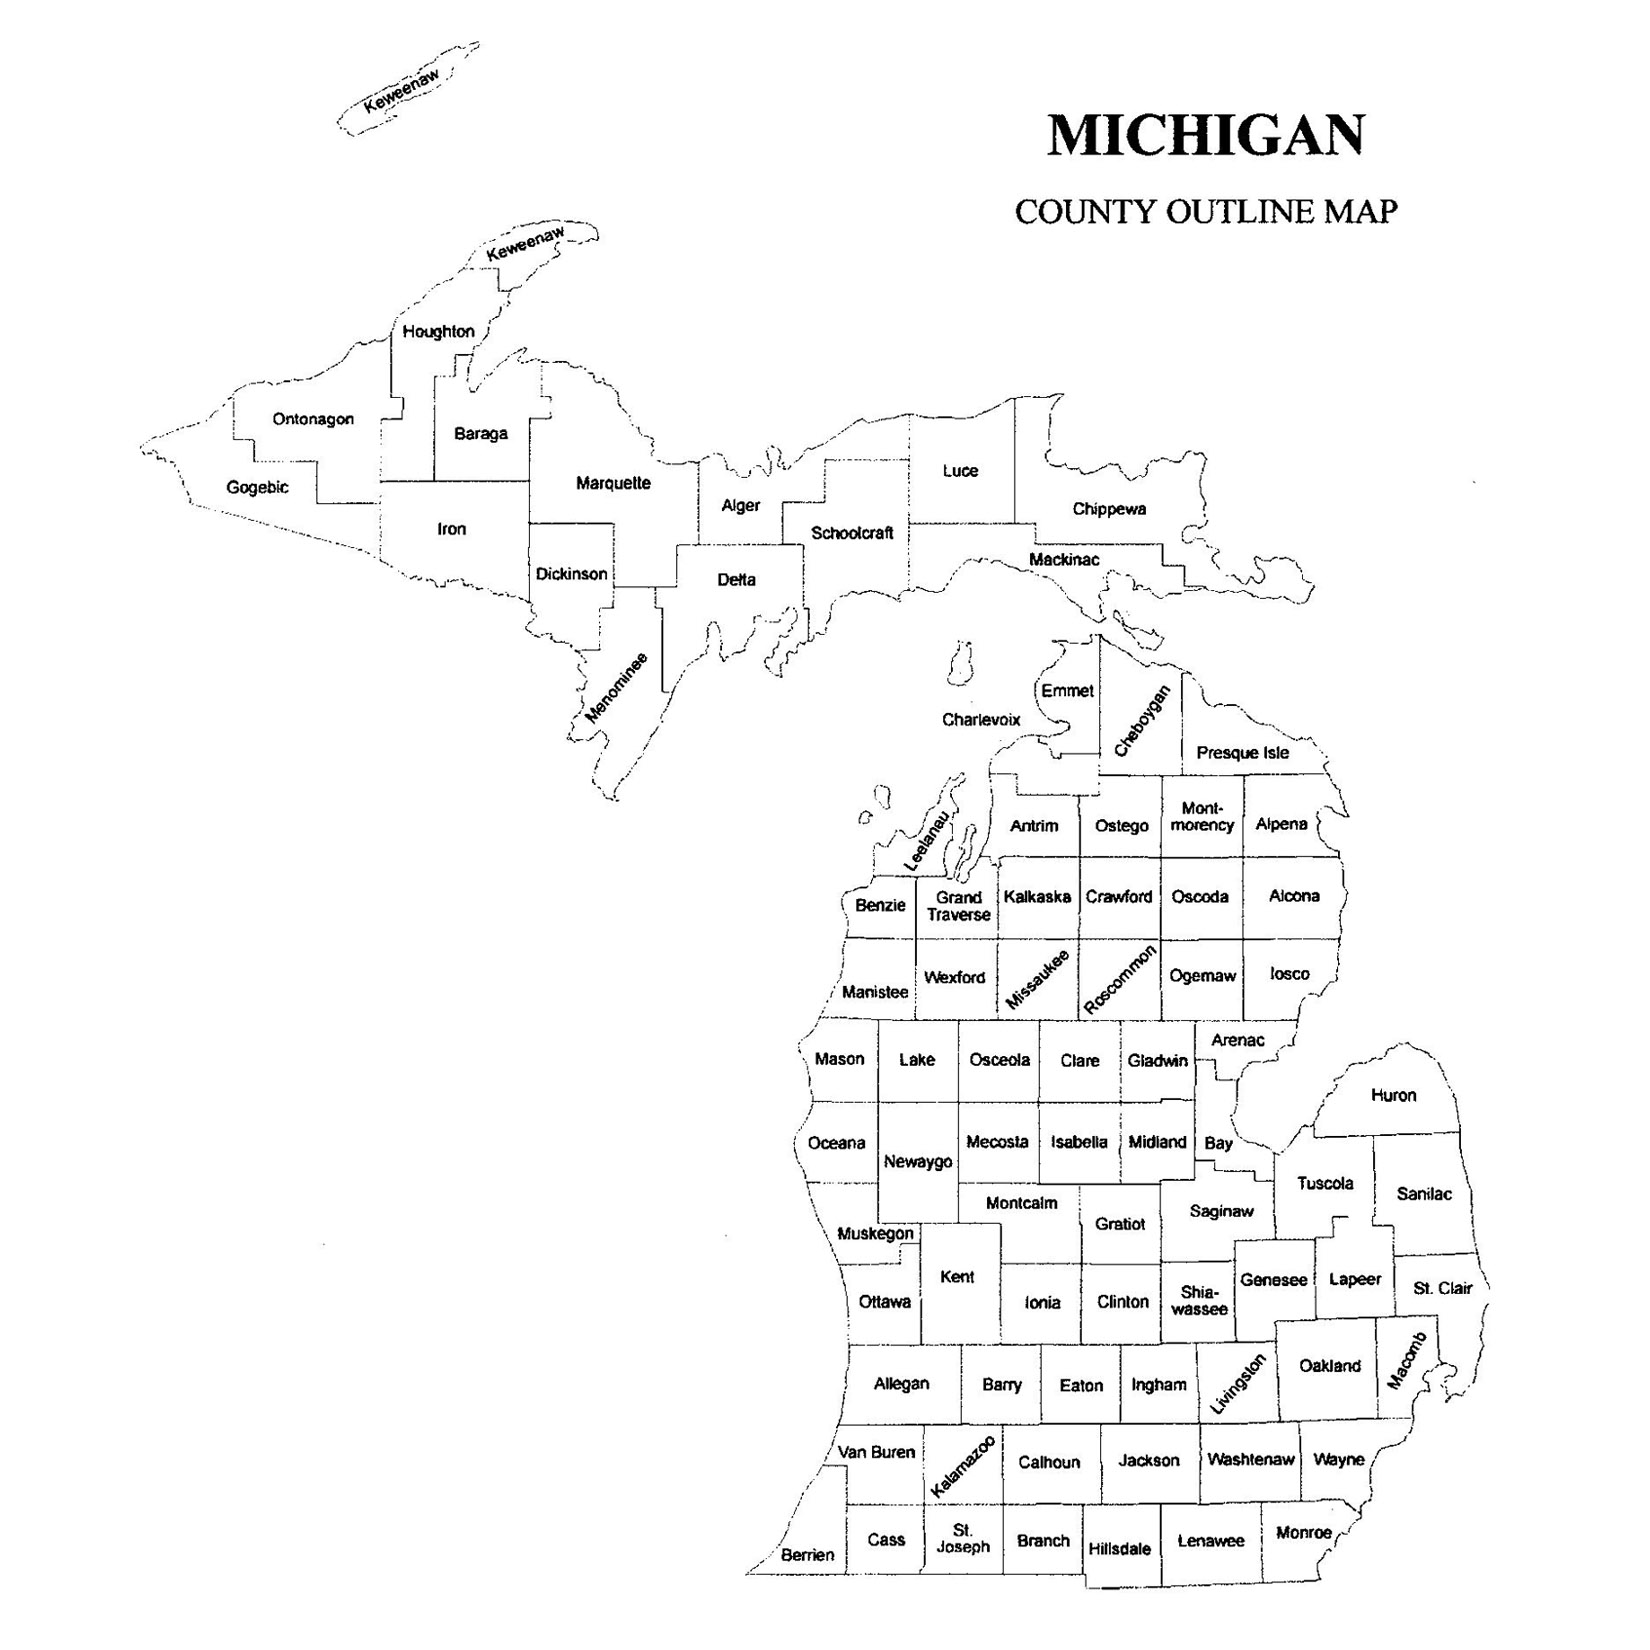 Keweenaw
MICHIGAN
COUNTY OUTLINE MAP
Keweenaw
Houghton
Ontonagon
Baraga
Gogebic
Marquette
Luce
Iron
Alger
Chippewa
Schoolcraft
Dickinson
Delta
Mackinac
Menominee
Emmet
Charlevoix
Cheboygan
Presque Isle
Leelanau
Antrim
Ostego
Mont-
morency
Alpena
Benzie
Grand
Traverse
Kalkaska
Crawford
Oscoda
Alcona
Manistee
Wexford
Missaukee
Roscommon
Ogemaw
Iosco
Mason
Lake
Osceola
Clare
Gladwin
Arenac
Huron
Oceana
Newaygo
Mecosta
Isabella
Midland
Bay
Tuscola
Sanilac
Muskegon
Montcalm
Gratiot
Saginaw
Ottawa
Kent
Ionia
Clinton
Shia-
wassee
Genesee
Lapeer
St. Clair
Allegan
Barry
Eaton
Ingham
Livingston
Oakland
Macomb
Van Buren
Kalamazoo
Calhoun
Jackson
Washtenaw
Wayne
Berrien
Cass
St.
Joseph
Branch
Hillsdale
Lenawee
Monroe